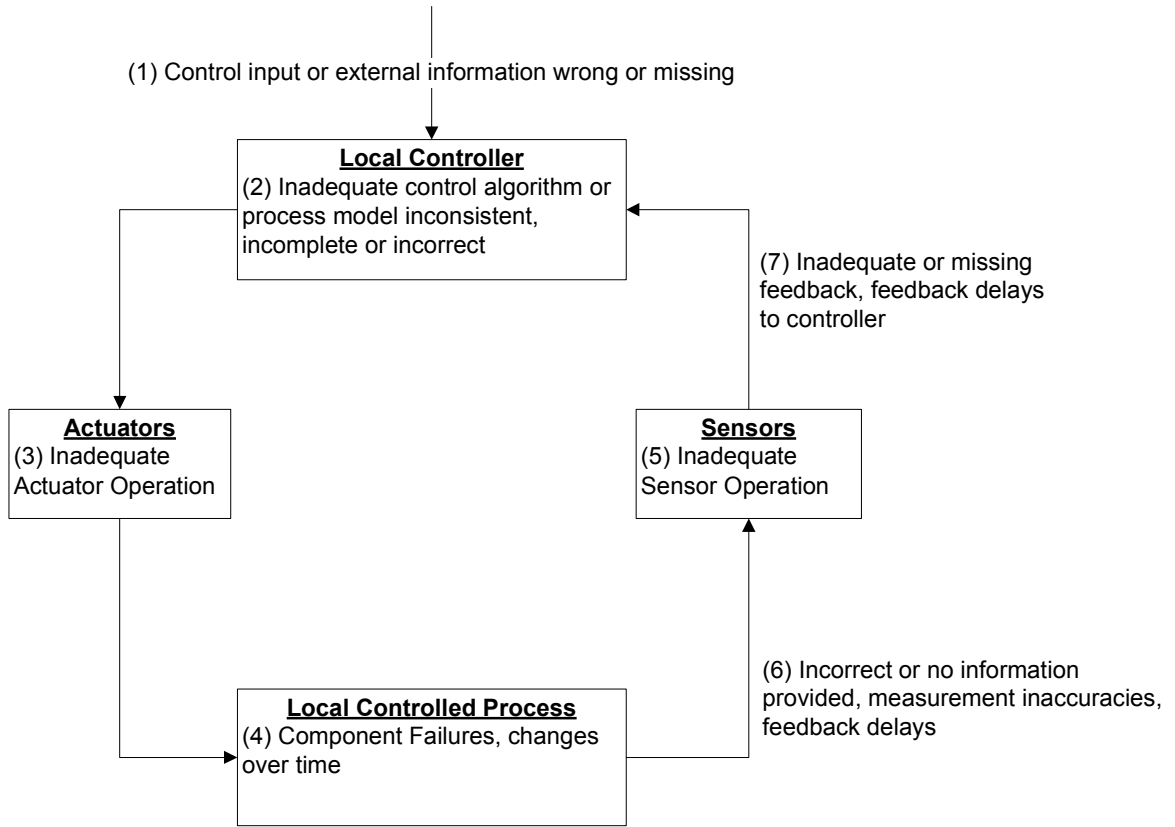 (1) Control input or external information wrong or missing
Local Controller
(2) Inadequate control algorithm or
process model inconsistent,
incomplete or incorrect
(7) Inadequate or missing
feedback, feedback delays
to controller
Actuators
(3) Inadequate
Actuator Operation
Sensors
(5) Inadequate
Sensor Operation
(6) Incorrect or no information
provided, measurement inaccuracies,
feedback delays
Local Controlled Process
(4) Component Failures, changes
over time